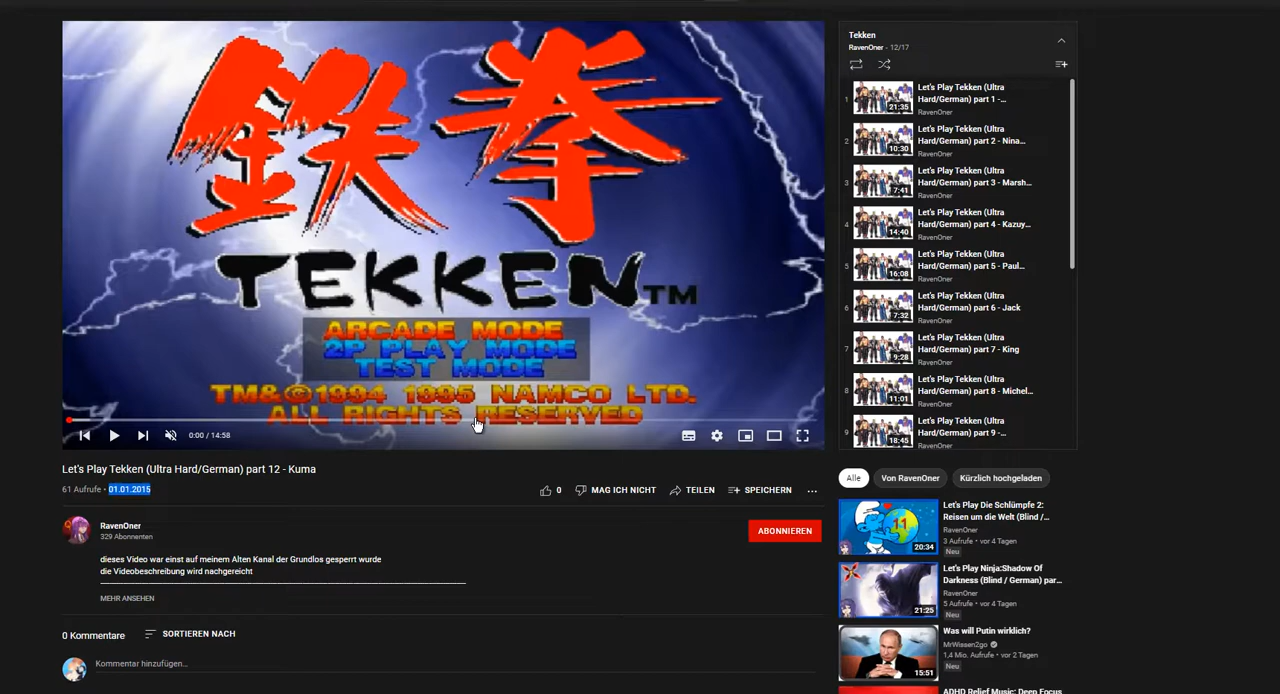 鉄拳
TEKKEN™
ARCADE MODE
2P PLAY MODE
TEST MODE
TM&©1994 1995 NAMCO LTD.
ALL RIGHTS RESERVED
0:00 / 14:58
Let's Play Tekken (Ultra Hard/German) part 12 - Kuma
61 Aufrufe • 01.01.2015
0
MAG ICH NICHT
TEILEN
SPEICHERN
RavenOner
329 Abonnenten
ABONNIEREN
dieses Video war einst auf meinem Alten Kanal der Grundlos gesperrt wurde
die Videobeschreibung wird nachgereicht
MEHR ANSEHEN
0 Kommentare
SORTIEREN NACH
Kommentar hinzufügen...
Tekken
RavenOner - 12/17
1
21:35
Let's Play Tekken (Ultra
Hard/German) part 1 -...
RavenOner
2
10:30
Let's Play Tekken (Ultra
Hard/German) part 2 - Nina...
RavenOner
3
7:41
Let's Play Tekken (Ultra
Hard/German) part 3 - Marsh...
RavenOner
4
14:40
Let's Play Tekken (Ultra
Hard/German) part 4 - Kazuy...
RavenOner
5
16:08
Let's Play Tekken (Ultra
Hard/German) part 5 - Paul...
RavenOner
6
7:32
Let's Play Tekken (Ultra
Hard/German) part 6 - Jack
RavenOner
7
19:28
Let's Play Tekken (Ultra
Hard/German) part 7 - King
RavenOner
8
11:01
Let's Play Tekken (Ultra
Hard/German) part 8 - Michel...
RavenOner
9
18:45
Let's Play Tekken (Ultra
Hard/German) part 9 -...
RavenOner
Alle
Von RavenOner
Kürzlich hochgeladen
11
20:34
Let's Play Die Schlümpfe 2:
Reisen um die Welt (Blind /...
RavenOner
3 Aufrufe • vor 4 Tagen
Neu
21:25
Let's Play Ninja:Shadow Of
Darkness (Blind / German) par...
RavenOner
5 Aufrufe • vor 4 Tagen
Neu
15:51
Was will Putin wirklich?
MrWissen2go
1,4 Mio. Aufrufe • vor 2 Tagen
Neu
ADHD Relief Music: Deep Focus